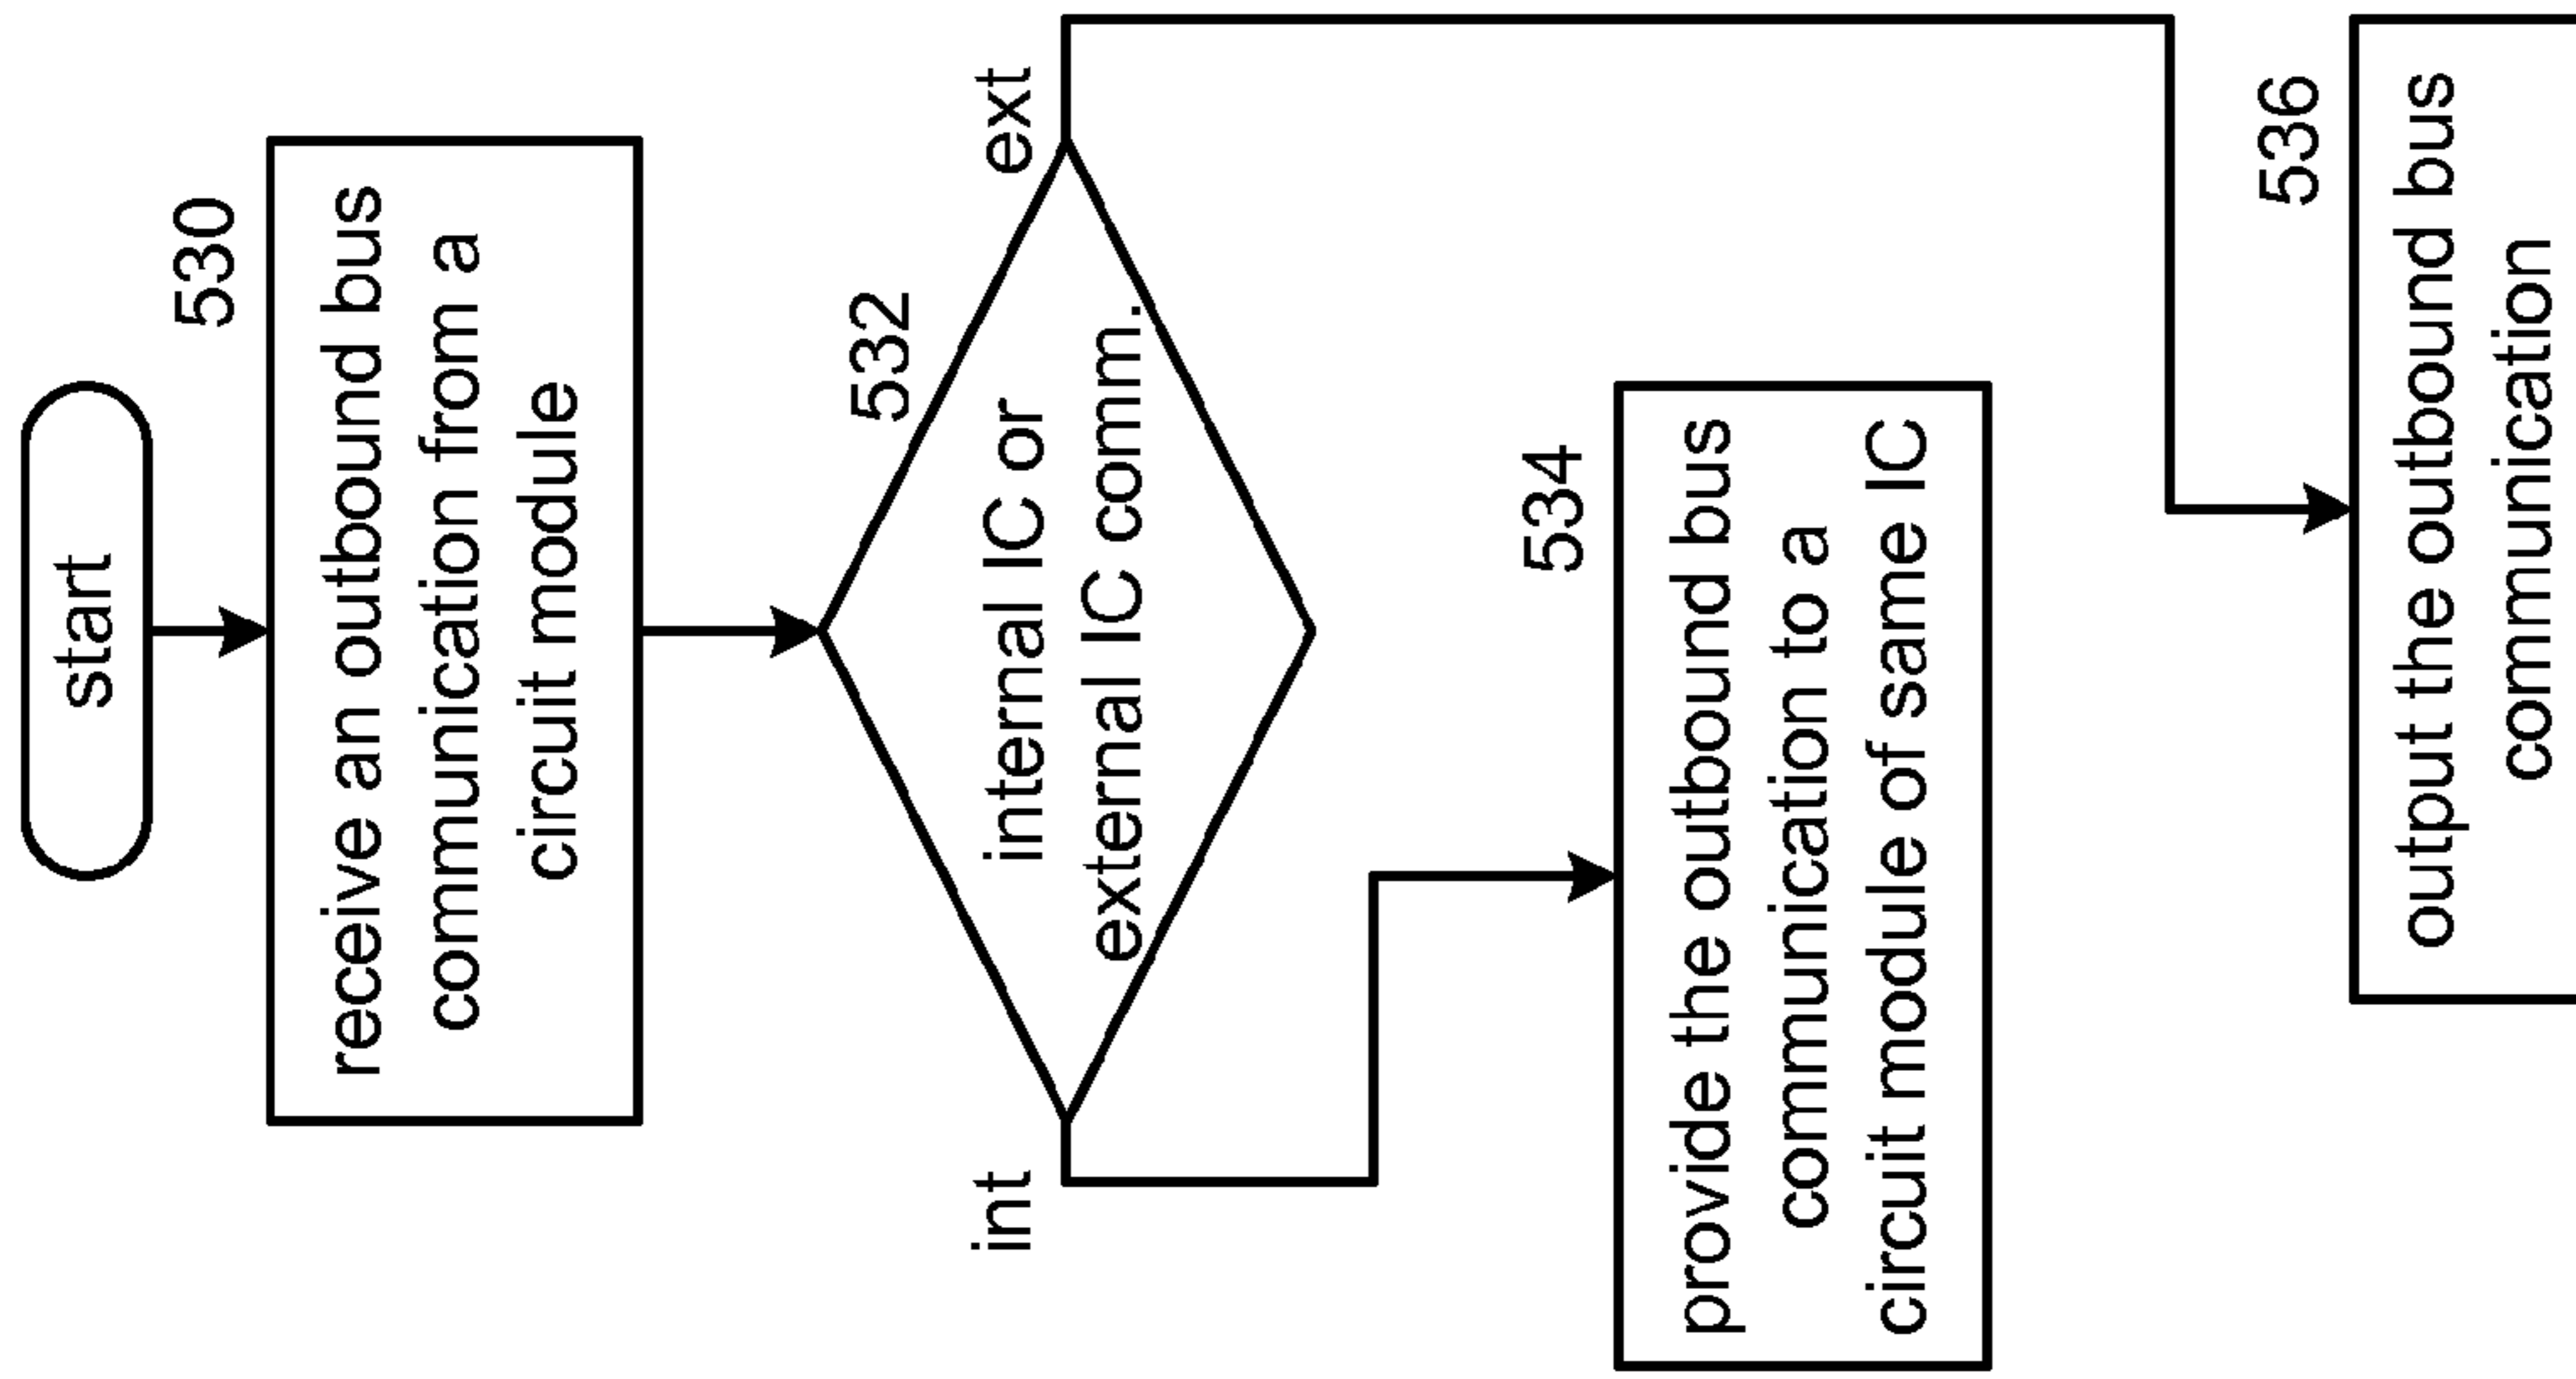 start
530
receive an outbound bus
communication from a
circuit module
532
internal IC or
external IC comm.
int
ext
534
provide the outbound bus
communication to a
circuit module of same IC
536
output the outbound bus
communication